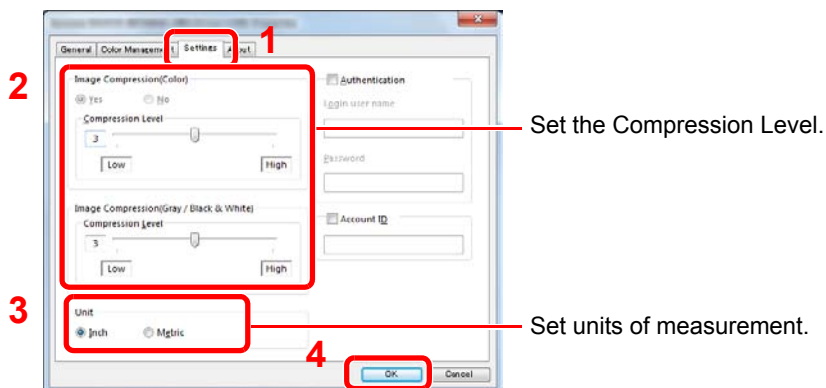 1
General Color Management Settings About
2
Image Compression(Color)
Yes No
Compression Level
3
Low High
Image Compression(Gray / Black & White)
Compression Level
3
Low High
Authentication
Login user name
Password
Account ID
Set the Compression Level.
3
Unit
Inch Metric
Set units of measurement.
4
OK Cancel